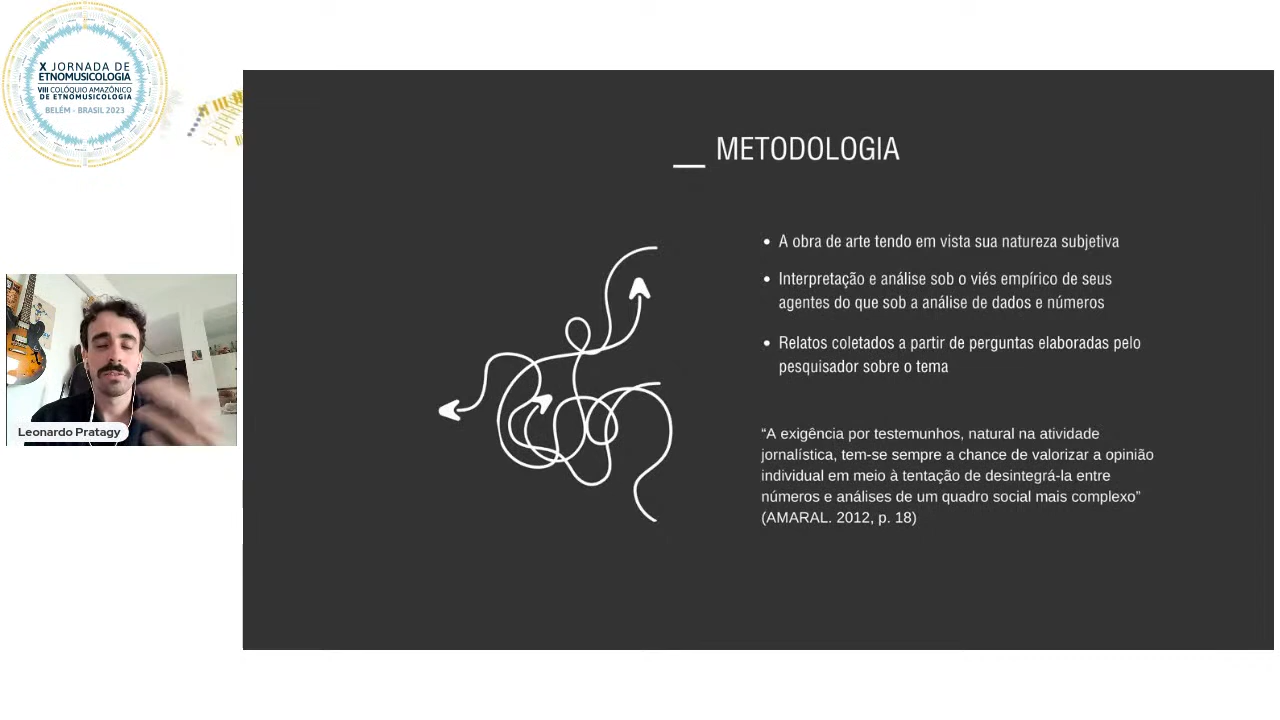 X JORNADA DE
ETNOMUSICOLOGIA
VIII COLÓQUIO AMAZÔNICO
DE ETNOMUSICOLOGIA
BELÉM - BRASIL 2023
Leonardo Pratagy
__ METODOLOGIA
• A obra de arte tendo em vista sua natureza subjetiva
• Interpretação e análise sob o viés empírico de seus
agentes do que sob a análise de dados e números
• Relatos coletados a partir de perguntas elaboradas pelo
pesquisador sobre o tema
“A exigência por testemunhos, natural na atividade
jornalística, tem-se sempre a chance de valorizar a opinião
individual em meio à tentação de desintegrá-la entre
números e análises de um quadro social mais complexo”
(AMARAL. 2012, p. 18)